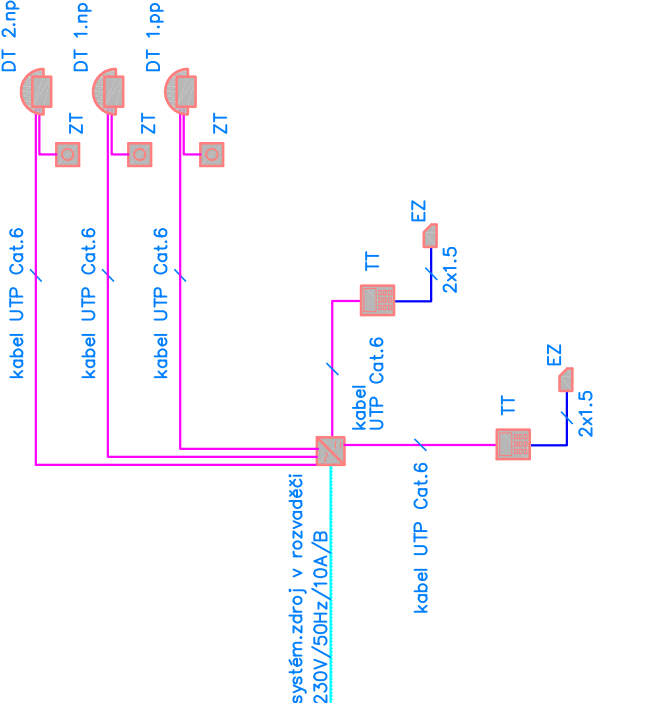 DT 2.np
DT 1.np
DT 1.pp
ZT
ZT
ZT
kabel UTP Cat.6
kabel UTP Cat.6
kabel UTP Cat.6
EZ
TT
2x1.5
kabel
UTP Cat.6
EZ
TT
2x1.5
kabel UTP Cat.6
systém.zdroj v rozvaděči
230V/50Hz/10A/B